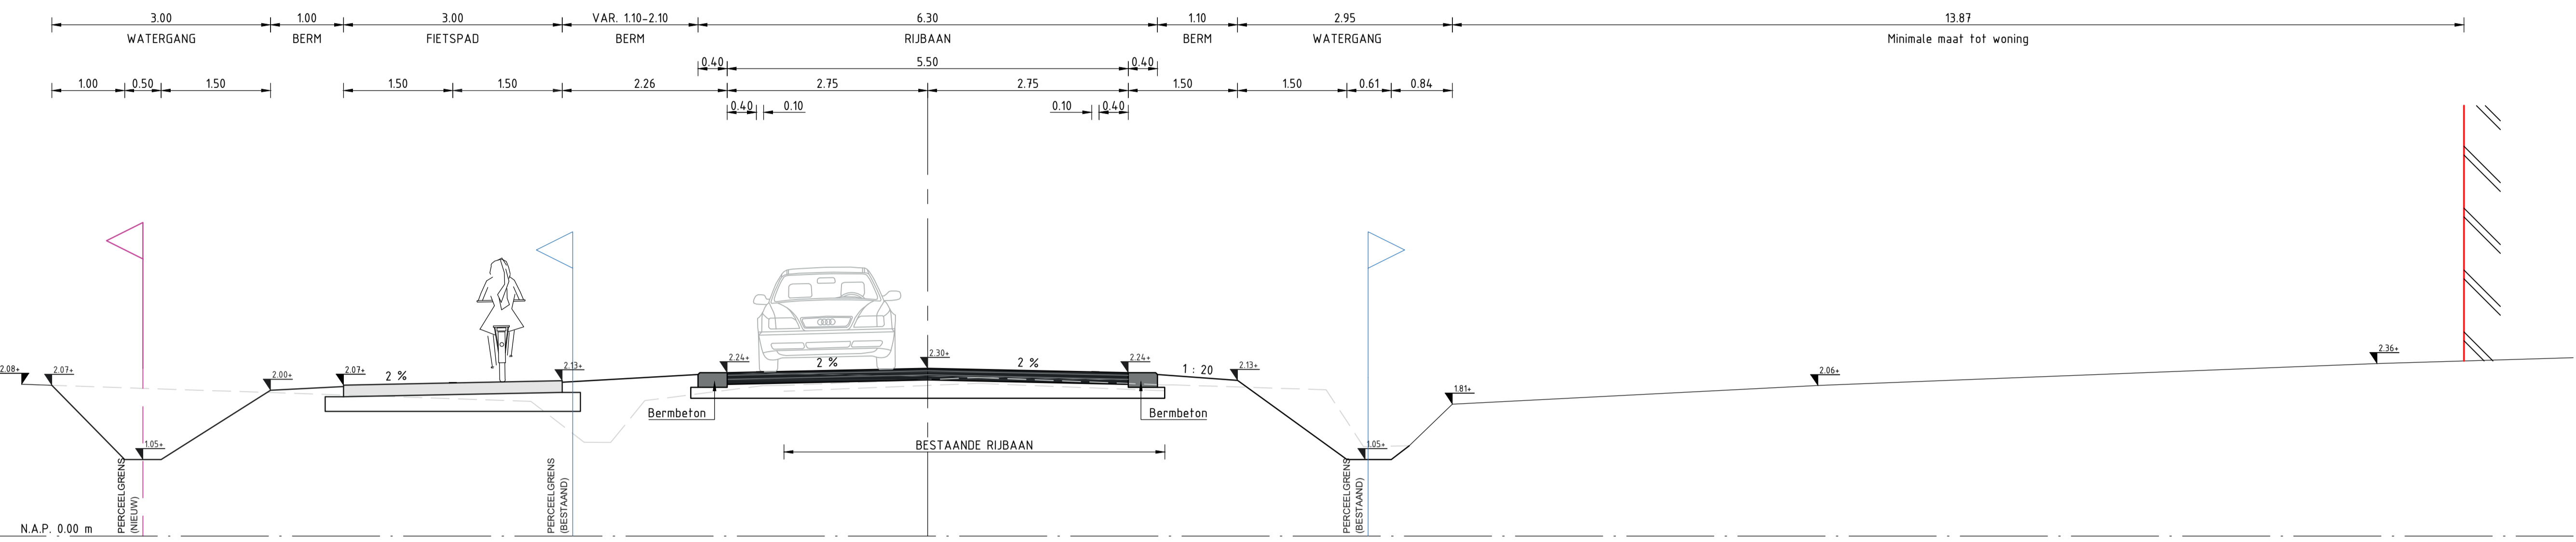 3.00 1.00 3.00 VAR. 1.10-2.10 6.30 1.10 2.95 13.87
WATERGANG BERM FIETSPAD BERM RIJBAAN BERM WATERGANG Minimale maat tot woning
0.40 5.50 0.40
1.00 0.50 1.50 1.50 1.50 2.26 2.75 2.75 1.50 1.50 0.61 0.84
0.40 0.10 0.10 0.40
2.24+ 2.30+ 2.24+ 2.36+
2.08+ 2.07+ 2.00+ 2.07+ 2 % 2.13+ 2 % 2 % 1 : 20 2.13+ 2.06+
1.81+
Bermbeton Bermbeton
1.05+ BESTAANDE RIJBAAN 1.05+
PERCEELGRENS
(NIEUW)
PERCEELGRENS
(BESTAAND)
PERCEELGRENS
(BESTAAND)
N.A.P. 0.00 m